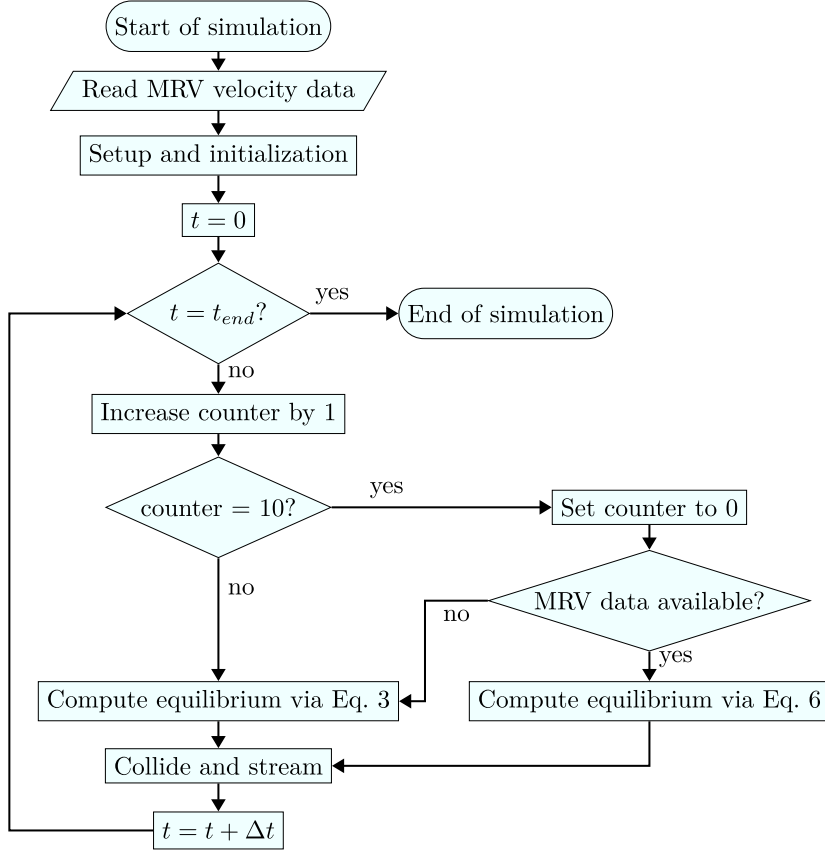 Start of simulation
Read MRV velocity data
Setup and initialization
t = 0
t = t_{end}?
yes
End of simulation
no
Increase counter by 1
counter = 10?
yes
Set counter to 0
no
MRV data available?
no
yes
Compute equilibrium via Eq. 3
Compute equilibrium via Eq. 6
Collide and stream
t = t + Δt